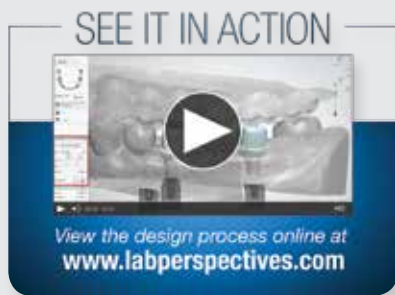 SEE IT IN ACTION
View the design process online at
www.labperspectives.com